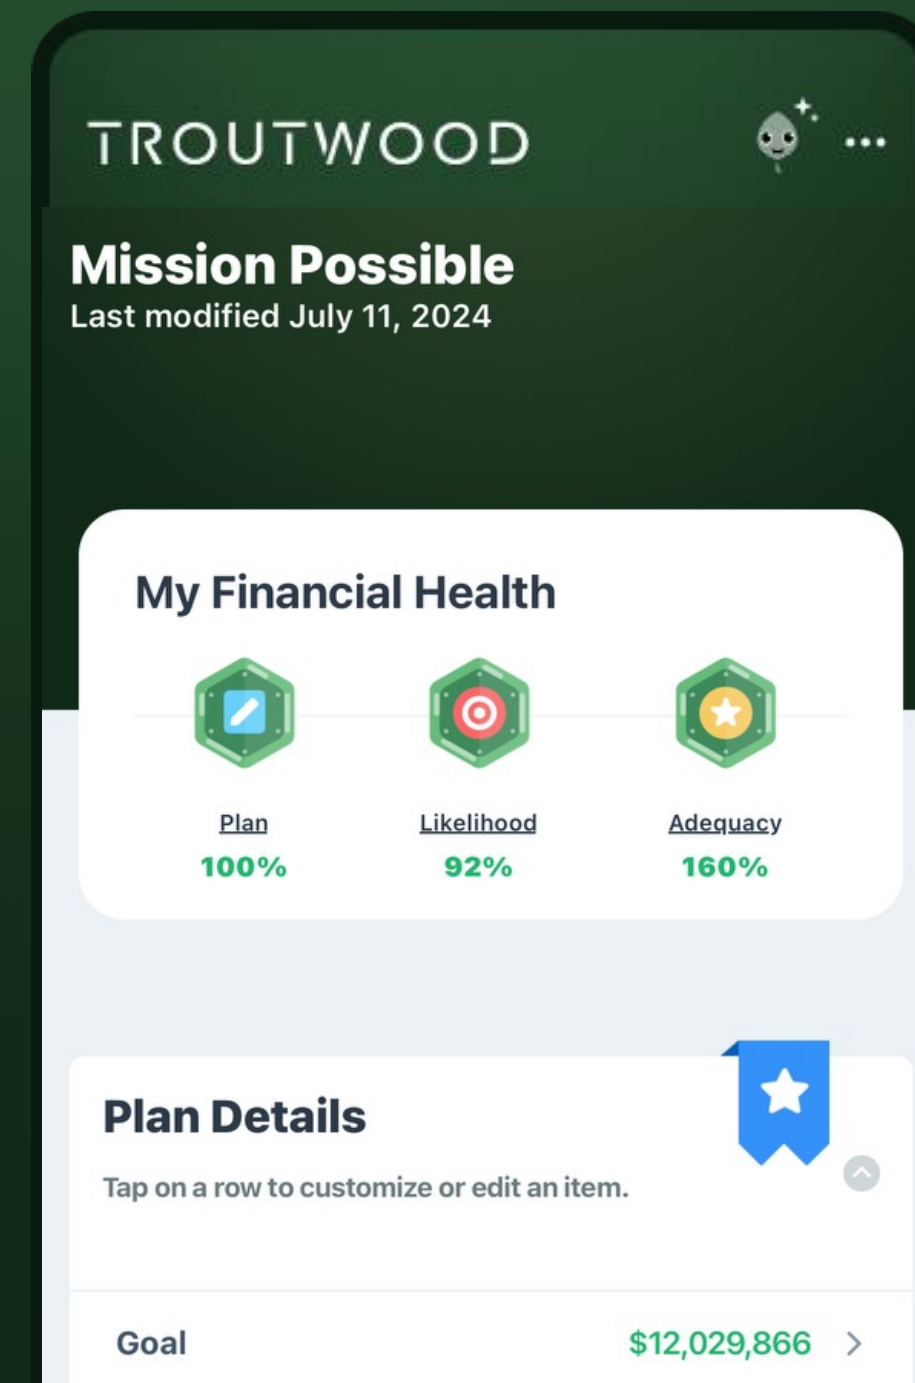 TROUTWOOD
Mission Possible
Last modified July 11, 2024
My Financial Health
Plan
Likelihood
Adequacy
100%
92%
160%
Plan Details
Tap on a row to customize or edit an item.
Goal
$12,029,866